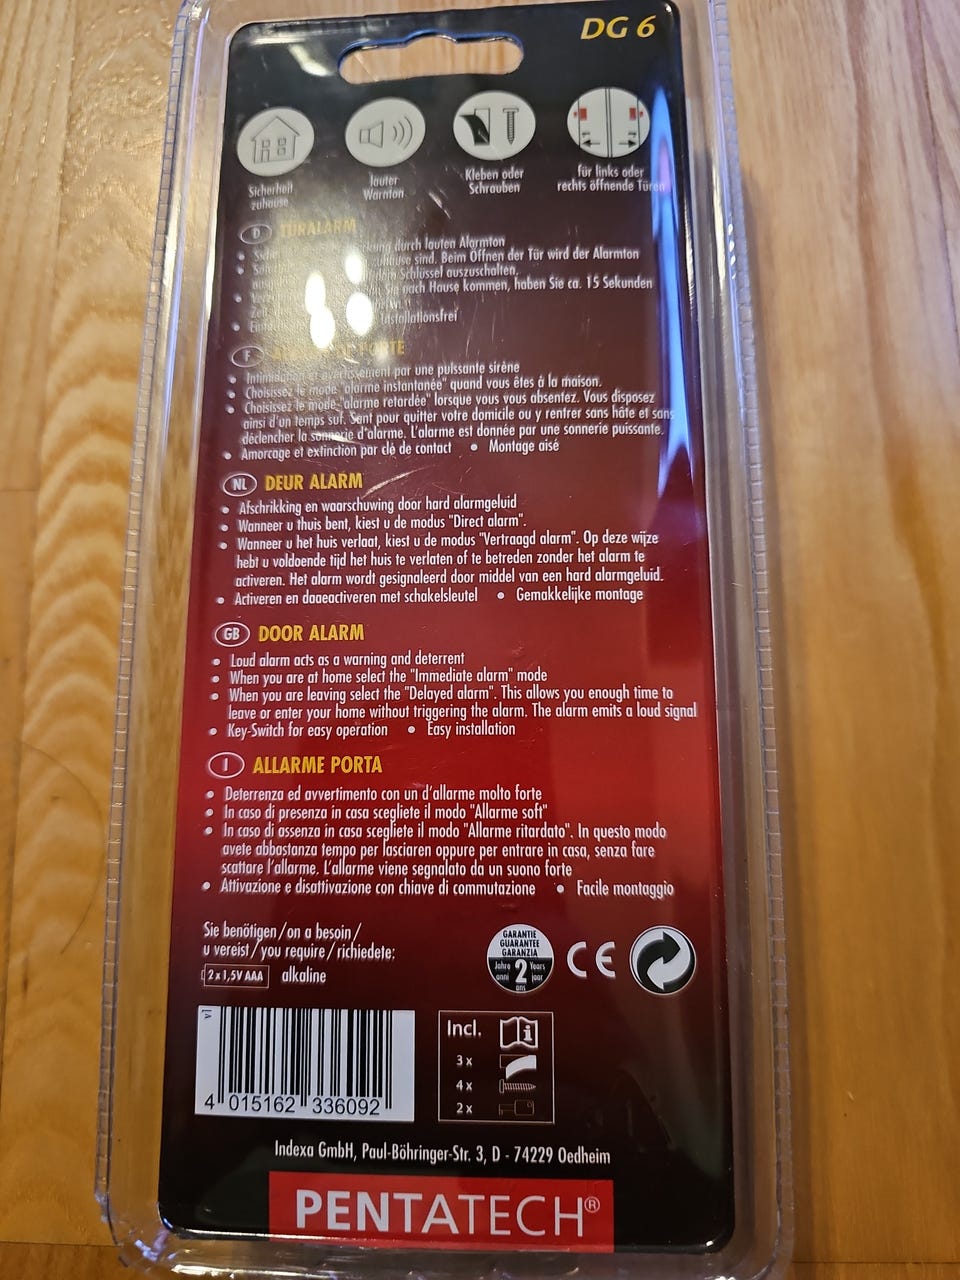 DG 6
Sicherheit
zuhause
lauter
Warnton
Kleben oder
Schrauben
für links oder
rechts öffnende Türen
D TÜRALARM
durch lauten Alarmton
zuhause sind. Beim Öffnen der Tür wird der Alarmton
Schlüssel auszuschalten.
Sie nach Hause kommen, haben Sie ca. 15 Sekunden
Installationsfrei
F
avertissement par une puissante sirène
• Choisissez le mode "alarme instantanée" quand vous êtes à la maison.
• Choisissez le mode "alarme retardée" lorsque vous vous absentez. Vous disposez
ainsi d'un temps suf. Sant pour quitter votre domicile ou y rentrer sans hâte et sans
déclencher la sonnerie d'alarme. L'alarme est donnée par une sonnerie puissante.
• Amorcage et extinction par clé de contact • Montage aisé
NL DEUR ALARM
• Afschrikking en waarschuwing door hard alarmgeluid
• Wanneer u thuis bent, kiest u de modus "Direct alarm".
• Wanneer u het huis verlaat, kiest u de modus "Vertraagd alarm". Op deze wijze
hebt u voldoende tijd het huis te verlaten of te betreden zonder het alarm te
activeren. Het alarm wordt gesignaleerd door middel van een hard alarmgeluid.
• Activeren en daaeactiveren met schakelsleutel • Gemakkelijke montage
GB DOOR ALARM
• Loud alarm acts as a warning and deterrent
• When you are at home select the "Immediate alarm" mode
• When you are leaving select the "Delayed alarm". This allows you enough time to
leave or enter your home without triggering the alarm. The alarm emits a loud signal
• Key-Switch for easy operation • Easy installation
I ALLARME PORTA
• Deterrenza ed avvertimento con un d'allarme molto forte
• In caso di presenza in casa scegliete il modo "Allarme soft"
• In caso di assenza in casa scegliete il modo "Allarme ritardato". In questo modo
avete abbastanza tempo per lasciaren oppure per entrare in casa, senza fare
scattare l'allarme. L'allarme viene segnalato da un suono forte
• Attivazione e disattivazione con chiave di commutazione • Facile montaggio
Sie benötigen/on a besoin/
u vereist/you require/richiedete:
2 x 1,5V AAA alkaline
GARANTIE
GUARANTEE
GARANZIA
Jahre 2 Years
anni jaar
ans
CE
Incl.
3 x
4 x
2 x
4 015162 336092
Indexa GmbH, Paul-Böhringer-Str. 3, D - 74229 Oedheim
PENTATECH®